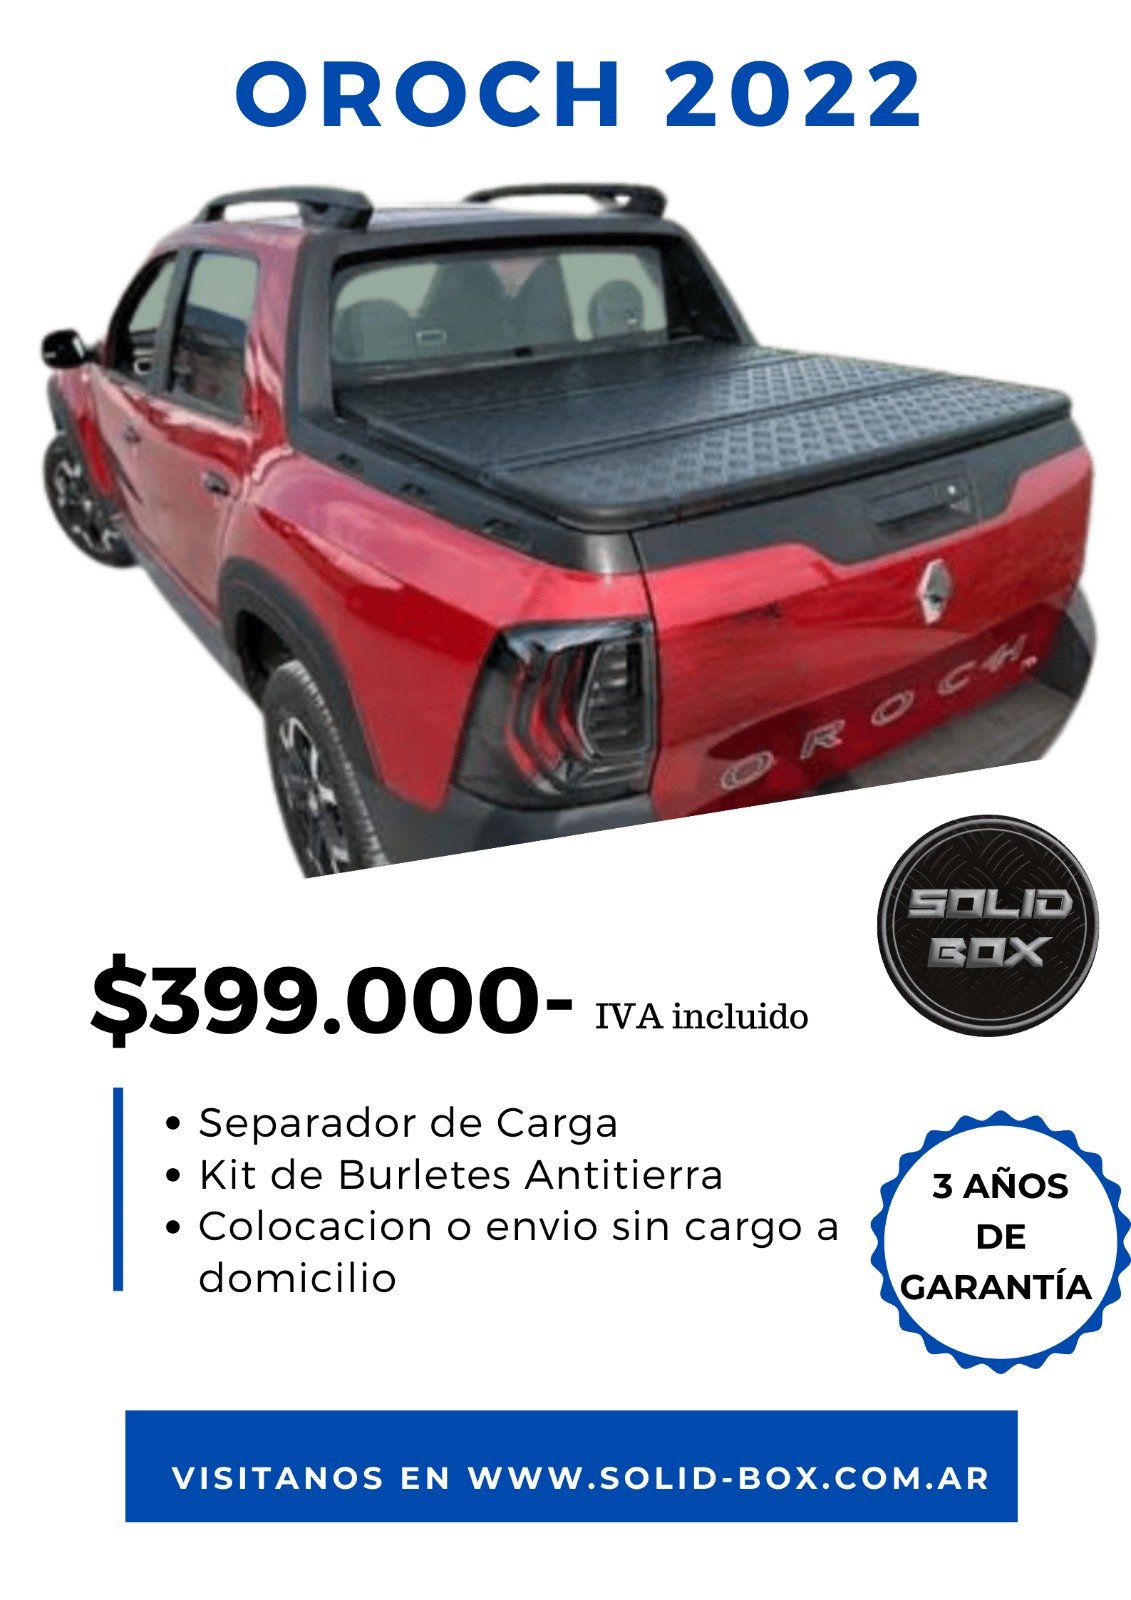 OROCH 2022
OROCH
SOLID
BOX
$399.000- IVA incluido
• Separador de Carga
• Kit de Burletes Antitierra
• Colocacion o envio sin cargo a
domicilio
3 AÑOS
DE
GARANTÍA
VISITANOS EN WWW.SOLID-BOX.COM.AR